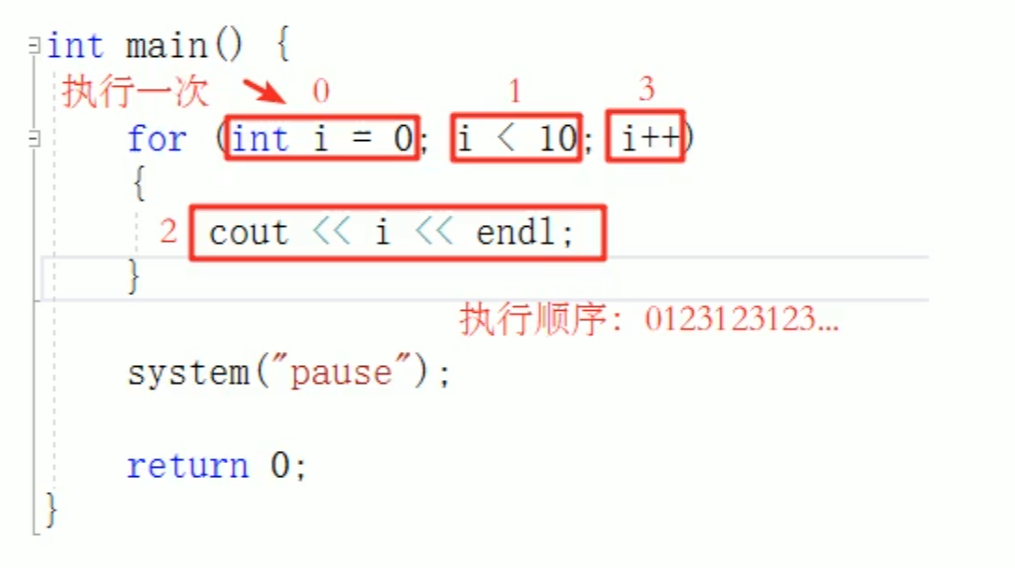 int main() {
执行一次 0 1 3
for (int i = 0; i < 10; i++)
{
2 cout << i << endl;
}
执行顺序：0123123123...
system("pause");
return 0;
}